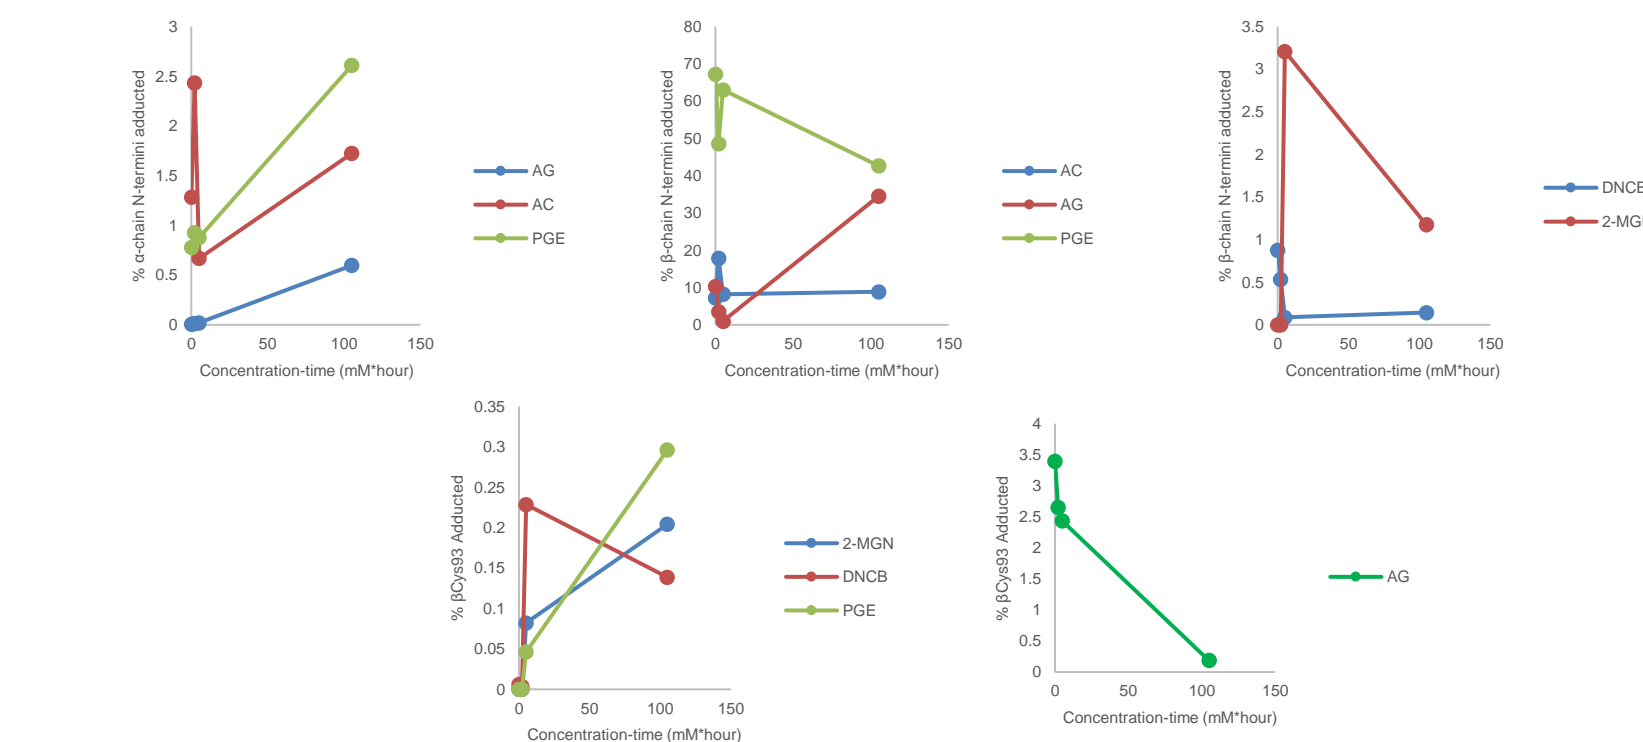 % α-chain N-termini adducted
3
2.5
2
1.5
1
0.5
0
0 50 100 150
Concentration-time (mM*hour)
AG
AC
PGE
% β-chain N-termini adducted
80
70
60
50
40
30
20
10
0
0 50 100 150
Concentration-time (mM*hour)
AC
AG
PGE
% β-chain N-termini adducted
3.5
3
2.5
2
1.5
1
0.5
0
0 50 100 150
Concentration-time (mM*hour)
DNCB
2-MG
% βCys93 Adducted
0.35
0.3
0.25
0.2
0.15
0.1
0.05
0
0 50 100 150
Concentration-time (mM*hour)
2-MGN
DNCB
PGE
% βCys93 Adducted
4
3.5
3
2.5
2
1.5
1
0.5
0
0 50 100 150
Concentration-time (mM*hour)
AG